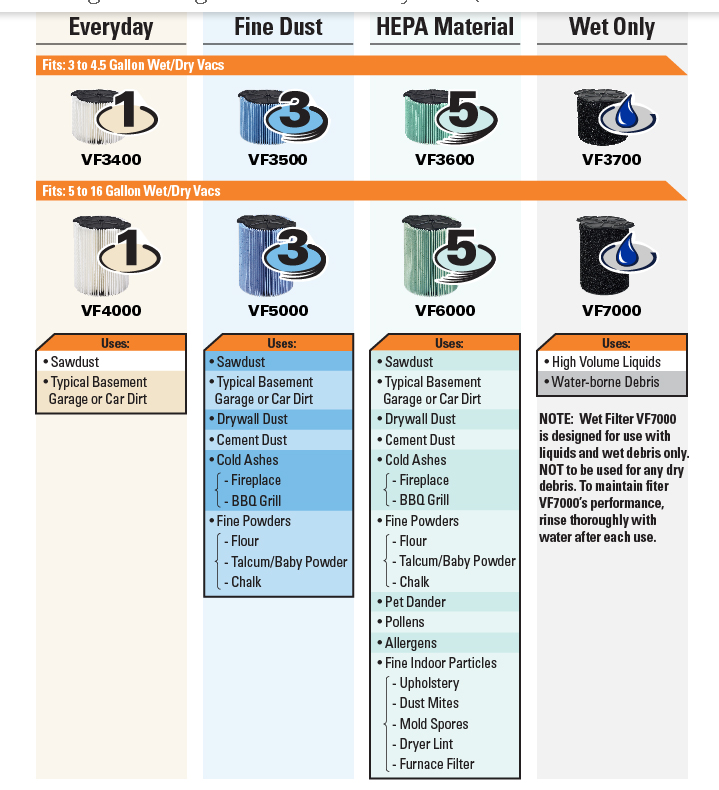 Everyday
Fine Dust
HEPA Material
Wet Only
Fits: 3 to 4.5 Gallon Wet/Dry Vacs
1
3
5
VF3400
VF3500
VF3600
VF3700
Fits: 5 to 16 Gallon Wet/Dry Vacs
1
3
5
VF4000
VF5000
VF6000
VF7000
Uses:
• Sawdust
• Typical Basement
Garage or Car Dirt
Uses:
• Sawdust
• Typical Basement
Garage or Car Dirt
• Drywall Dust
• Cement Dust
• Cold Ashes
- Fireplace
- BBQ Grill
• Fine Powders
- Flour
- Talcum/Baby Powder
- Chalk
Uses:
• Sawdust
• Typical Basement
Garage or Car Dirt
• Drywall Dust
• Cement Dust
• Cold Ashes
- Fireplace
- BBQ Grill
• Fine Powders
- Flour
- Talcum/Baby Powder
- Chalk
• Pet Dander
• Pollens
• Allergens
• Fine Indoor Particles
- Upholstery
- Dust Mites
- Mold Spores
- Dryer Lint
- Furnace Filter
Uses:
• High Volume Liquids
• Water-borne Debris
NOTE: Wet Filter VF7000
is designed for use with
liquids and wet debris only.
NOT to be used for any dry
debris. To maintain fiter
VF7000's performance,
rinse thoroughly with
water after each use.